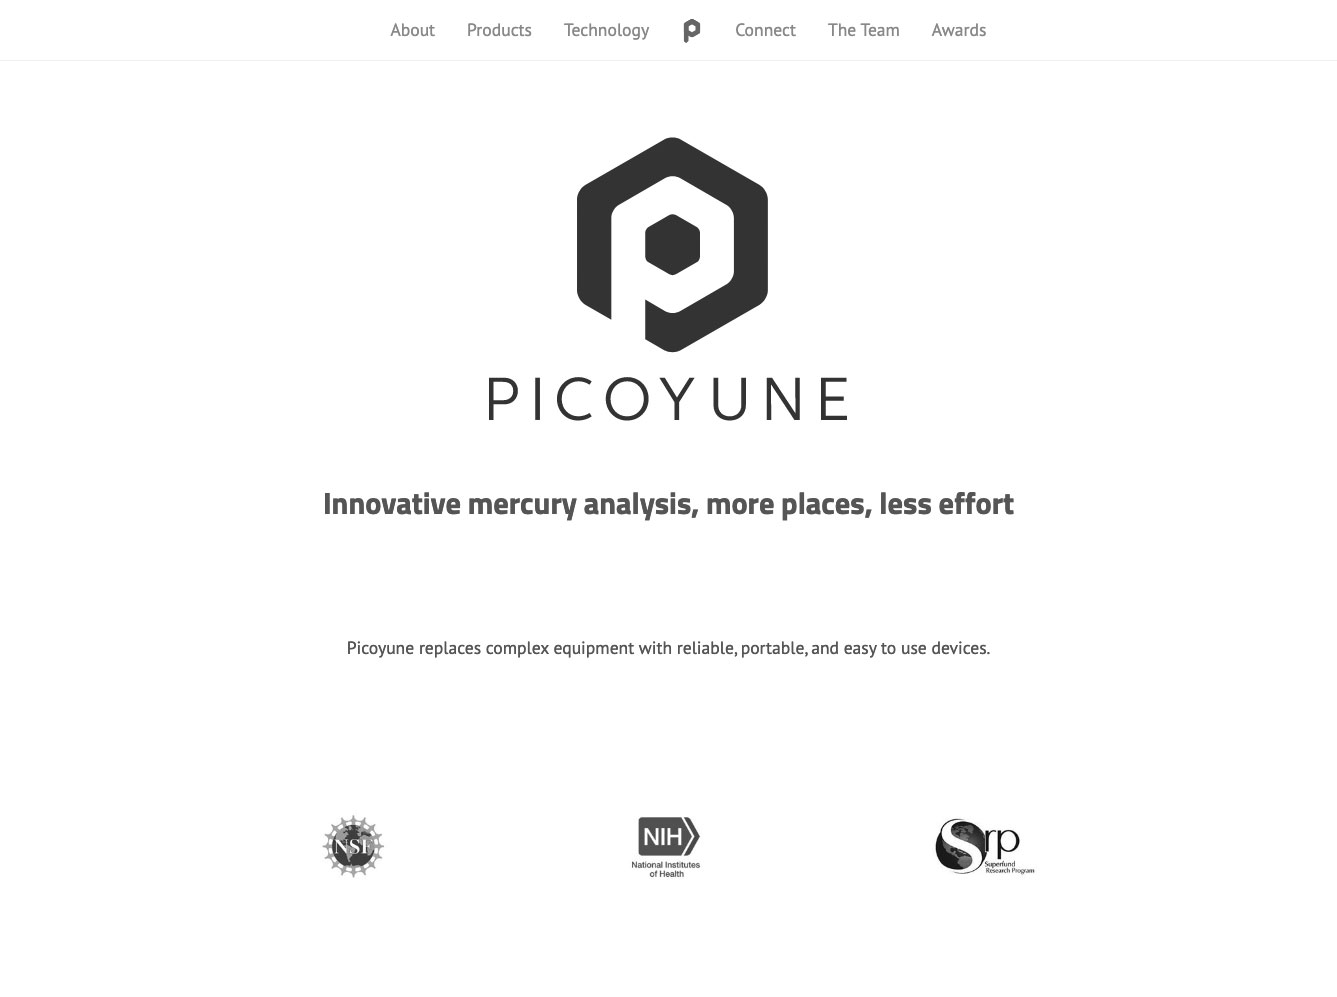 About Products Technology Connect The Team Awards
PICOYUNE
Innovative mercury analysis, more places, less effort
Picoyune replaces complex equipment with reliable, portable, and easy to use devices.
NSF
NIH
National Institutes
of Health
Srp
Superfund
Research Program